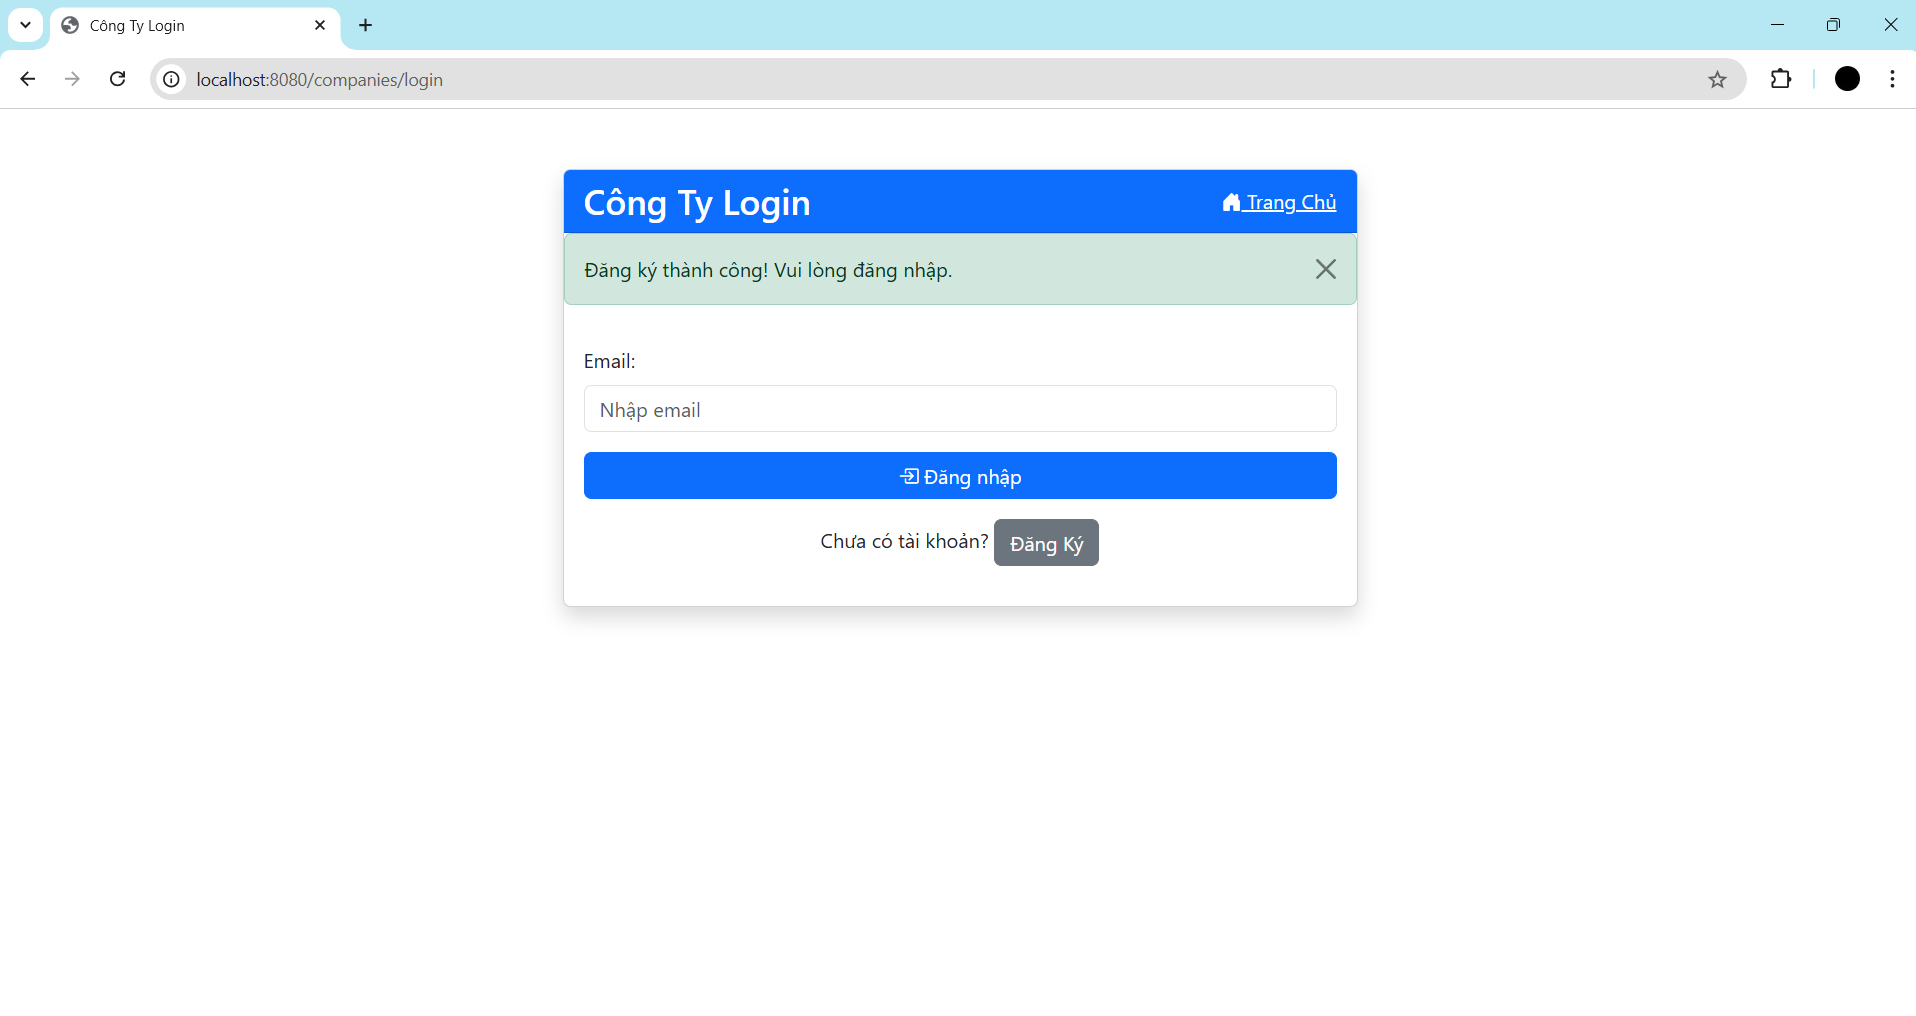 Công Ty Login
localhost:8080/companies/login
Công Ty Login
Trang Chủ
Đăng ký thành công! Vui lòng đăng nhập.
Email:
Nhập email
Đăng nhập
Chưa có tài khoản? Đăng Ký